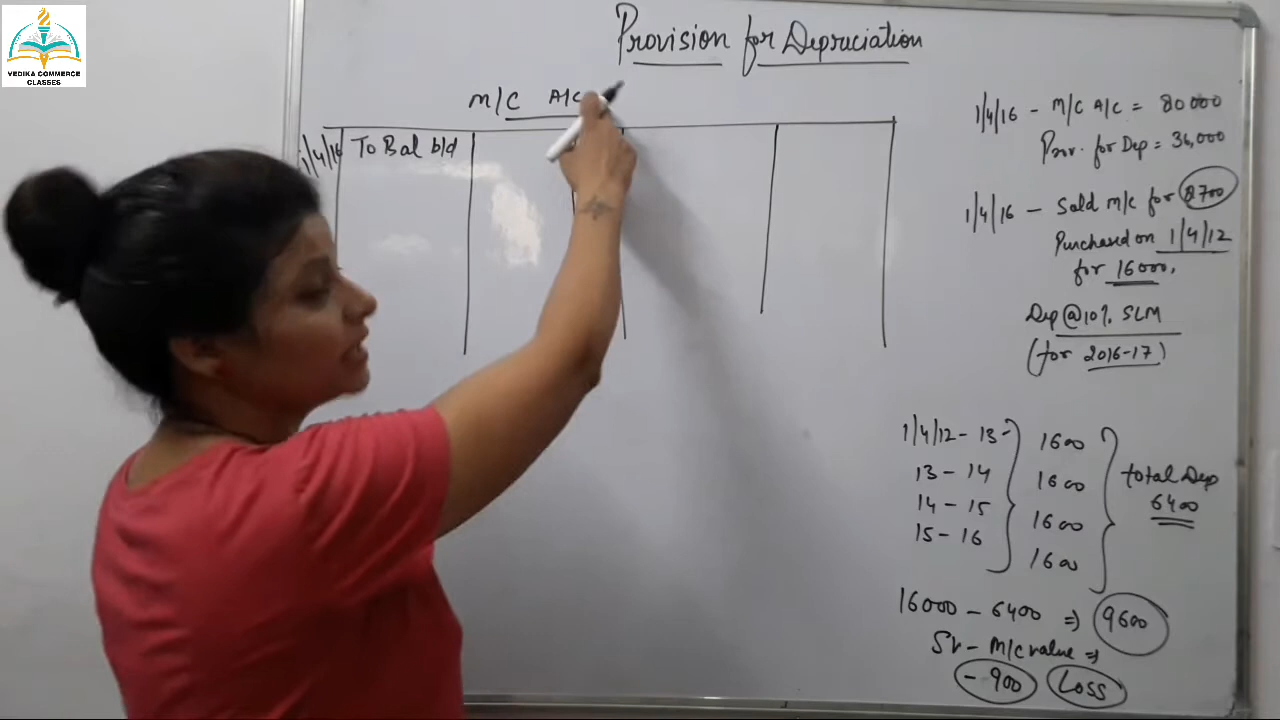 VEDIKA COMMERCE
CLASSES
Provision for Depreciation
M/C A/C
1/4/16 To Bal b/d
1/4/16 - M/C A/C = 80000
Prov. for Dep = 36,000
1/4/16 - Sold m/c for 8700
Purchased on 1/4/12
for 16000.
Dep @ 10% SLM
(for 2016-17)
1/4/12 - 13 - 1600
13 - 14 1600
14 - 15 1600
15 - 16 1600
total Dep
6400
16000 - 6400 => 9600
SV - M/C value =>
- 900 Loss